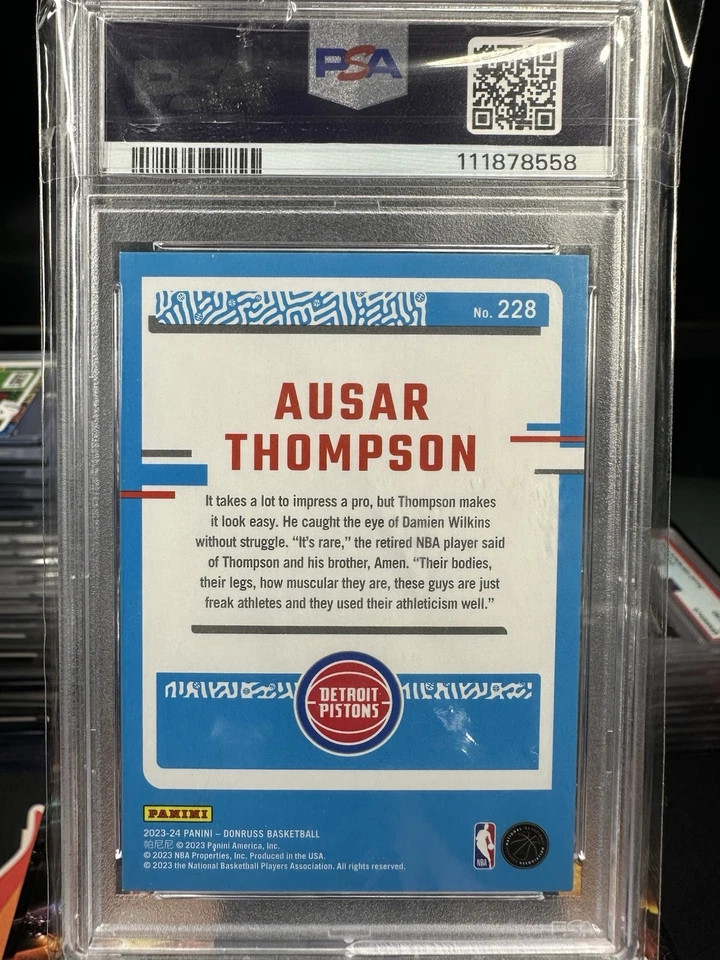 PSA
111878558
No. 228
AUSAR
THOMPSON
It takes a lot to impress a pro, but Thompson makes
it look easy. He caught the eye of Damien Wilkins
without struggle. “It’s rare,” the retired NBA player said
of Thompson and his brother, Amen. “Their bodies,
their legs, how muscular they are, these guys are just
freak athletes and they used their athleticism well.”
DETROIT
PISTONS
PANINI
2023-24 PANINI – DONRUSS BASKETBALL
帕尼尼 © 2023 Panini America, Inc.
© 2023 NBA Properties, Inc. Produced in the USA.
© 2023 the National Basketball Players Association. All rights reserved.
NBA